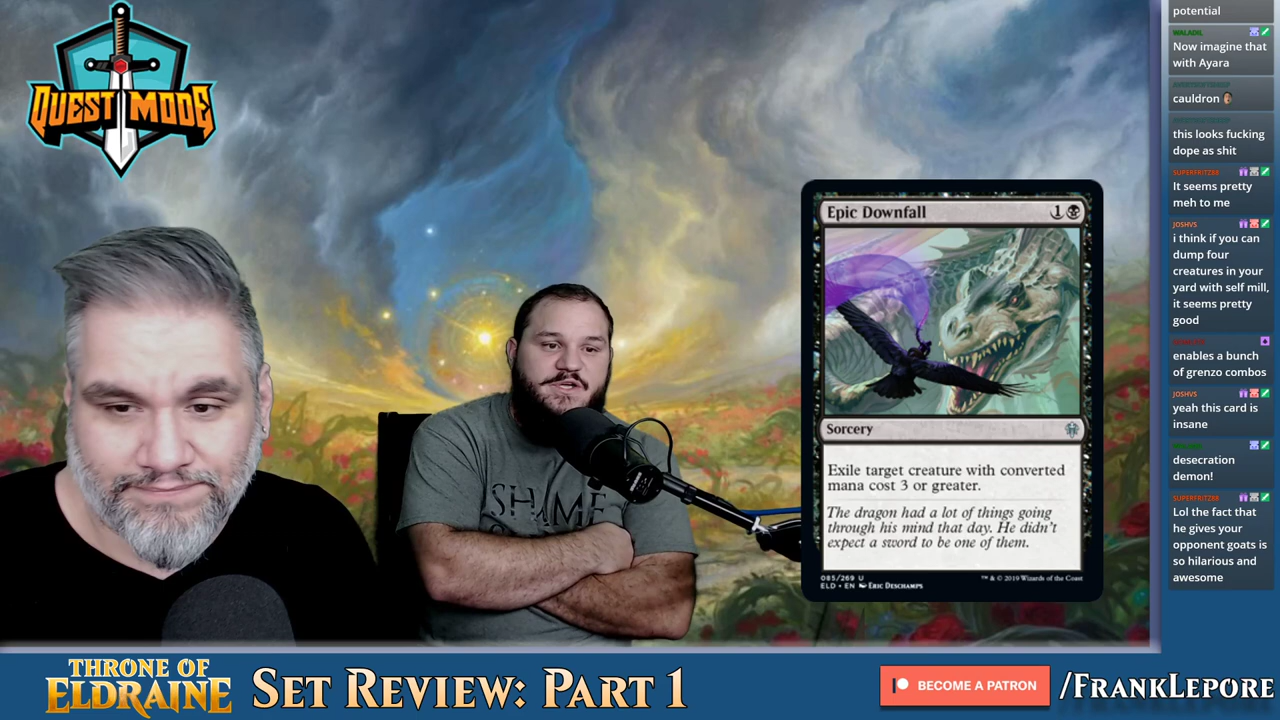 QUEST MODE
Epic Downfall 1
Sorcery
Exile target creature with converted
mana cost 3 or greater.
The dragon had a lot of things going
through his mind that day. He didn't
expect a sword to be one of them.
085/269 U
ELD • EN ERIC DESCHAMPS
™ & © 2019 Wizards of the Coast
SHAME
potential
WALADIL
Now imagine that
with Ayara
cauldron
this looks fucking
dope as shit
SUPERFRITZ88
It seems pretty
meh to me
JOSHVS
i think if you can
dump four
creatures in your
yard with self mill,
it seems pretty
good
enables a bunch
of grenzo combos
JOSHVS
yeah this card is
insane
desecration
demon!
SUPERFRITZ88
Lol the fact that
he gives your
opponent goats is
so hilarious and
awesome
THRONE OF
ELDRAINE
SET REVIEW: PART 1
BECOME A PATRON
/FRANKLEPORE